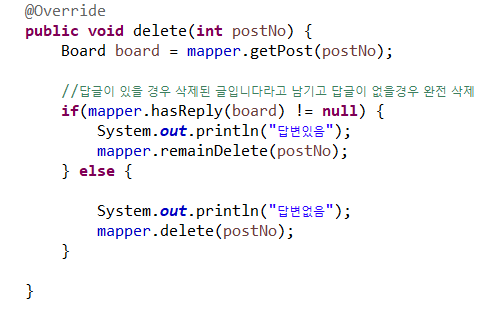 @Override
public void delete(int postNo) {
    Board board = mapper.getPost(postNo);
    //답글이 있을 경우 삭제된 글입니다라고 남기고 답글이 없을경우 완전 삭제
    if(mapper.hasReply(board) != null) {
        System.out.println("답변있음");
        mapper.remainDelete(postNo);
    } else {
        System.out.println("답변없음");
        mapper.delete(postNo);
    }
}